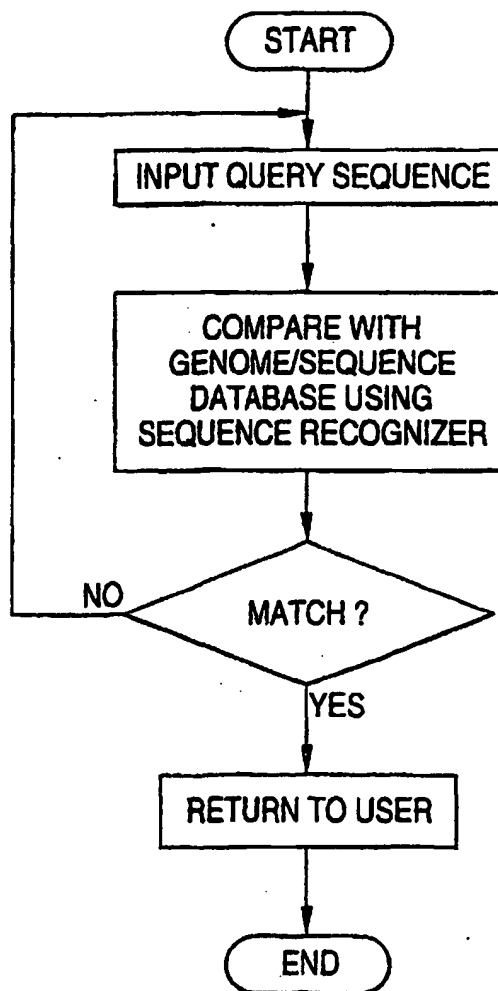 START
INPUT QUERY SEQUENCE
COMPARE WITH
GENOME/SEQUENCE
DATABASE USING
SEQUENCE RECOGNIZER
MATCH ?
NO
YES
RETURN TO USER
END